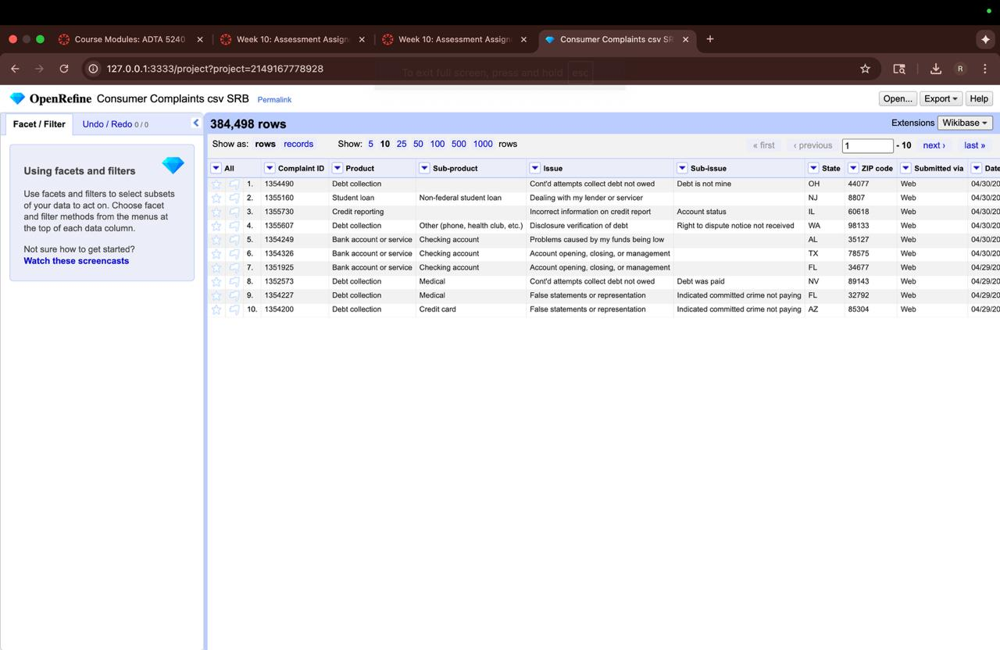 Course Modules: ADTA 5240
Week 10: Assessment Assign
Week 10: Assessment Assign
Consumer Complaints csv SR
127.0.0.1:3333/project?project=2149167778928
R
To exit full screen, press and hold esc
OpenRefine Consumer Complaints csv SRB Permalink
Open... Export Help
Facet / Filter Undo / Redo 0 / 0
384,498 rows
Extensions Wikibase
Show as: rows records Show: 5 10 25 50 100 500 1000 rows
« first ‹ previous 1 - 10 next › last »
Using facets and filters
Use facets and filters to select subsets
of your data to act on. Choose facet
and filter methods from the menus at
the top of each data column.
Not sure how to get started?
Watch these screencasts
All Complaint ID Product Sub-product Issue Sub-issue State ZIP code Submitted via Date
1. 1354490 Debt collection Cont'd attempts collect debt not owed Debt is not mine OH 44077 Web 04/30/20
2. 1355160 Student loan Non-federal student loan Dealing with my lender or servicer NJ 8807 Web 04/30/20
3. 1355730 Credit reporting Incorrect information on credit report Account status IL 60618 Web 04/30/20
4. 1355607 Debt collection Other (phone, health club, etc.) Disclosure verification of debt Right to dispute notice not received WA 98133 Web 04/30/20
5. 1354249 Bank account or service Checking account Problems caused by my funds being low AL 35127 Web 04/30/20
6. 1354326 Bank account or service Checking account Account opening, closing, or management TX 78575 Web 04/30/20
7. 1351925 Bank account or service Checking account Account opening, closing, or management FL 34677 Web 04/29/20
8. 1352573 Debt collection Medical Cont'd attempts collect debt not owed Debt was paid NV 89143 Web 04/29/20
9. 1354227 Debt collection Medical False statements or representation Indicated committed crime not paying FL 32792 Web 04/29/20
10. 1354200 Debt collection Credit card False statements or representation Indicated committed crime not paying AZ 85304 Web 04/29/20